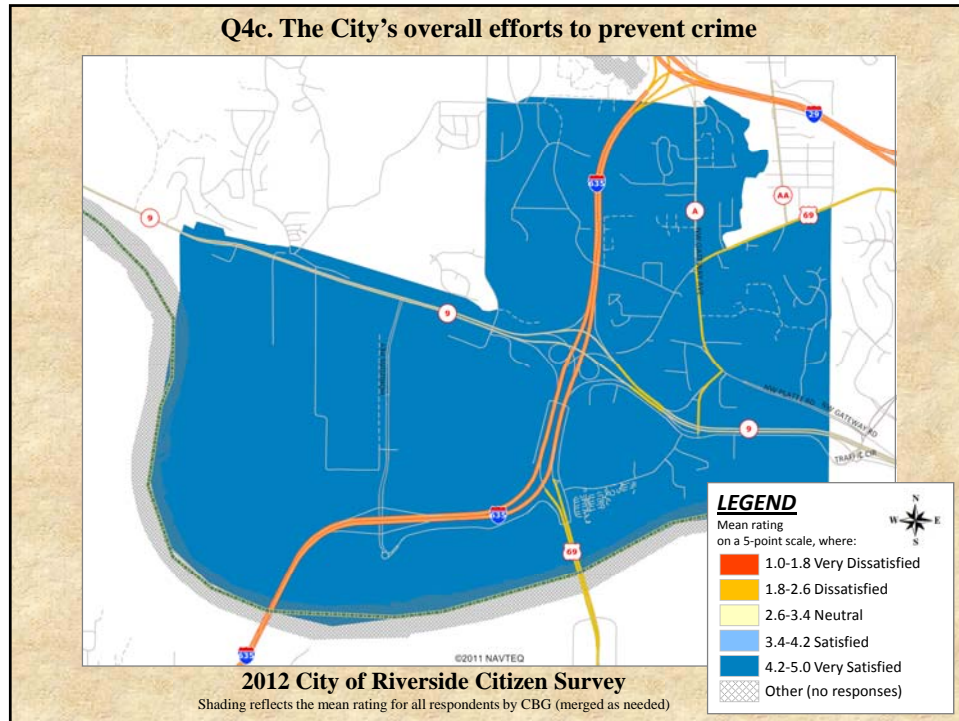 Q4c. The City's overall efforts to prevent crime
29
635
AA
A
69
9
9
NW PLATTE RD
NW GATEWAY RD
9
TRAFFIC CIR
635
69
635
©2011 NAVTEQ
LEGEND
Mean rating
on a 5-point scale, where:
1.0-1.8 Very Dissatisfied
1.8-2.6 Dissatisfied
2.6-3.4 Neutral
3.4-4.2 Satisfied
4.2-5.0 Very Satisfied
Other (no responses)
N
W E
S
2012 City of Riverside Citizen Survey
Shading reflects the mean rating for all respondents by CBG (merged as needed)